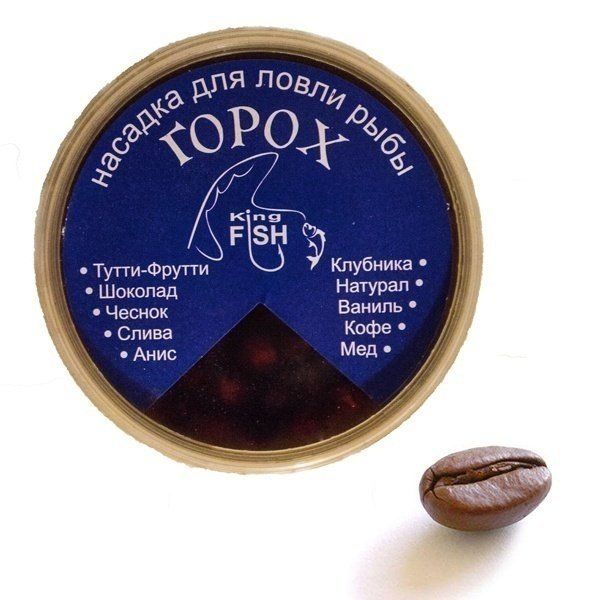 насадка для ловли рыбы
ГОРОХ
King
FISH
• Тутти-Фрутти
• Шоколад
• Чеснок
• Слива
• Анис
Клубника •
Натурал •
Ваниль •
Кофе •
Мед •